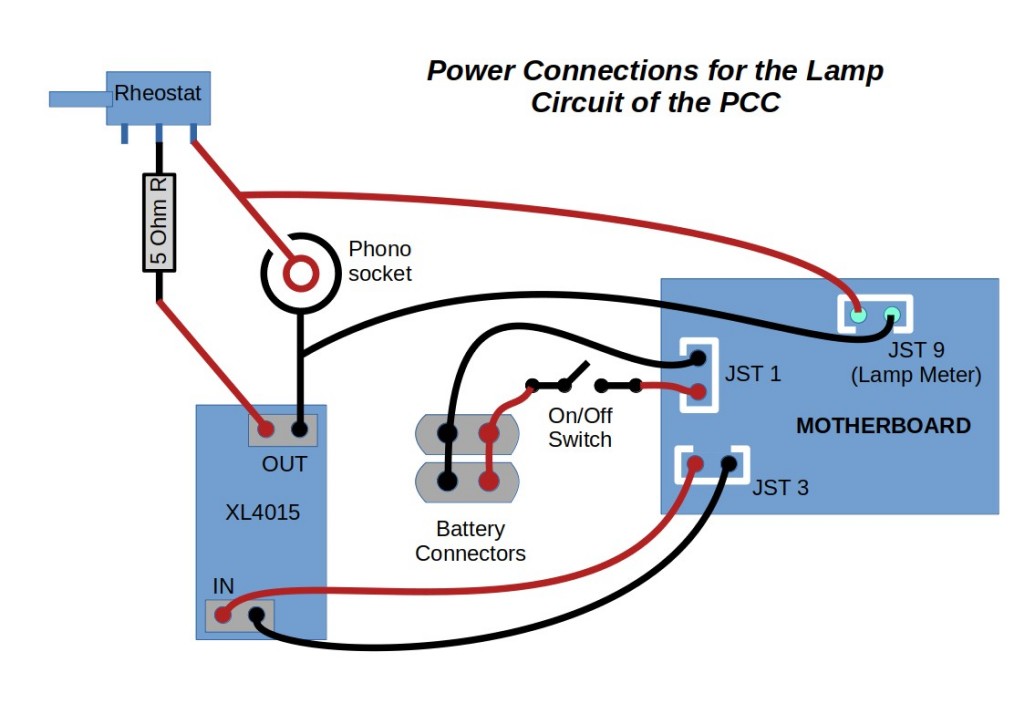 Power Connections for the Lamp
Circuit of the PCC
Rheostat
5 Ohm R
Phono
socket
JST 9
(Lamp Meter)
JST 1
MOTHERBOARD
On/Off
Switch
OUT
JST 3
XL4015
Battery
Connectors
IN